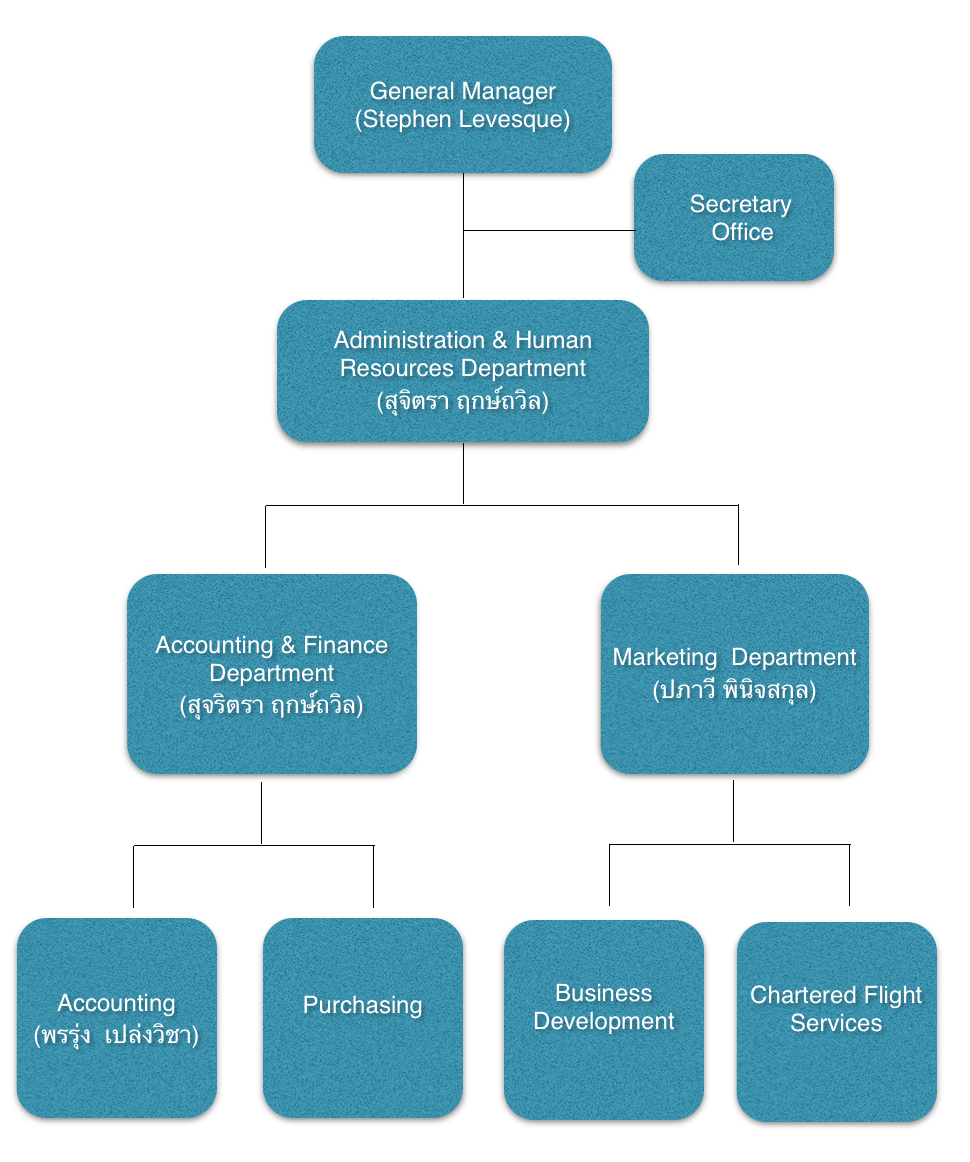 General Manager
(Stephen Levesque)
Secretary
Office
Administration & Human
Resources Department
(สุจิตรา ฤกษ์ถวิล)
Accounting & Finance
Department
(สุจริตรา ฤกษ์ถวิล)
Marketing  Department
(ปภาวี พินิจสกุล)
Accounting
(พรรุ่ง  เปล่งวิชา)
Purchasing
Business
Development
Chartered Flight
Services